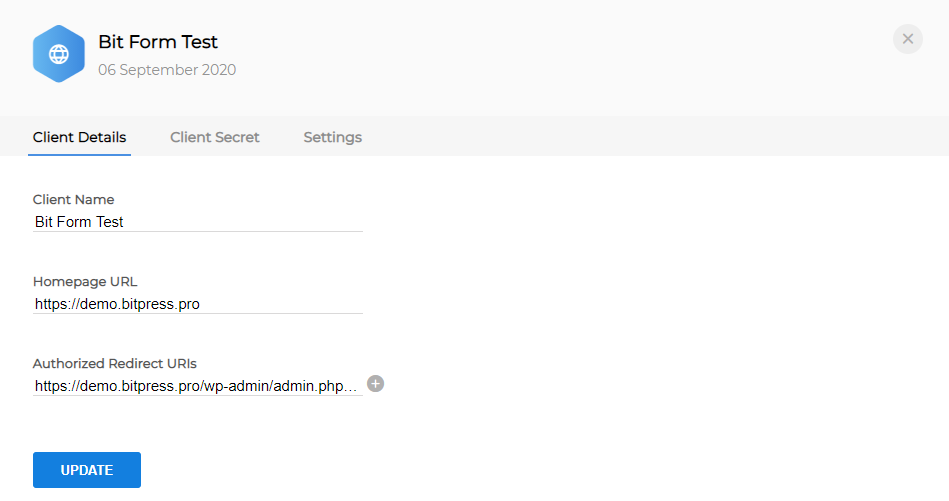 Bit Form Test
06 September 2020
Client Details Client Secret Settings
Client Name
Bit Form Test
Homepage URL
https://demo.bitpress.pro
Authorized Redirect URIs
https://demo.bitpress.pro/wp-admin/admin.php...
UPDATE